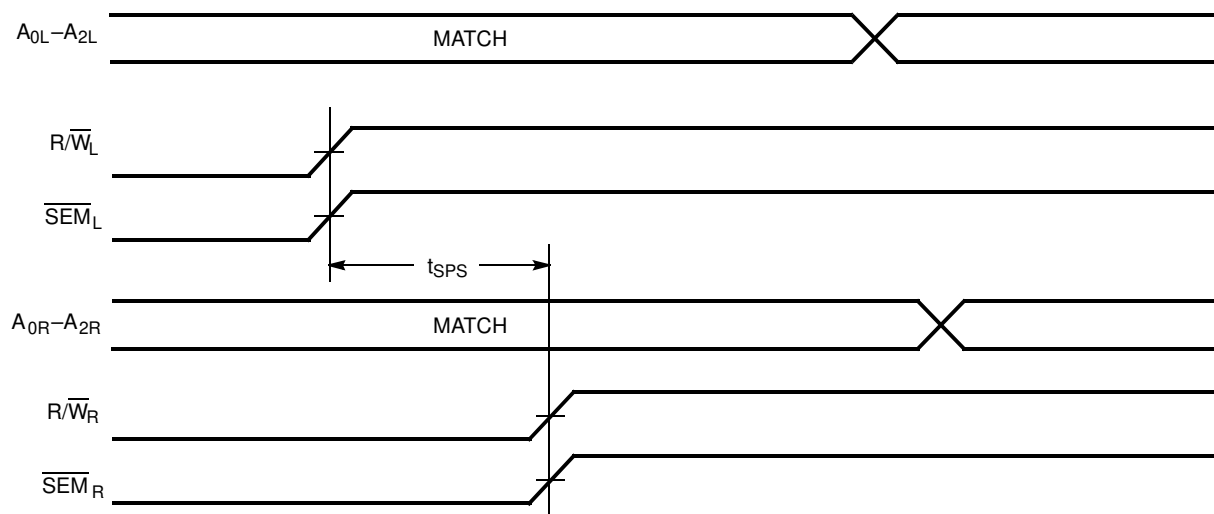 A0L–A2L
MATCH
R/W̅L
S̅E̅M̅L
tSPS
A0R–A2R
MATCH
R/W̅R
S̅E̅M̅R